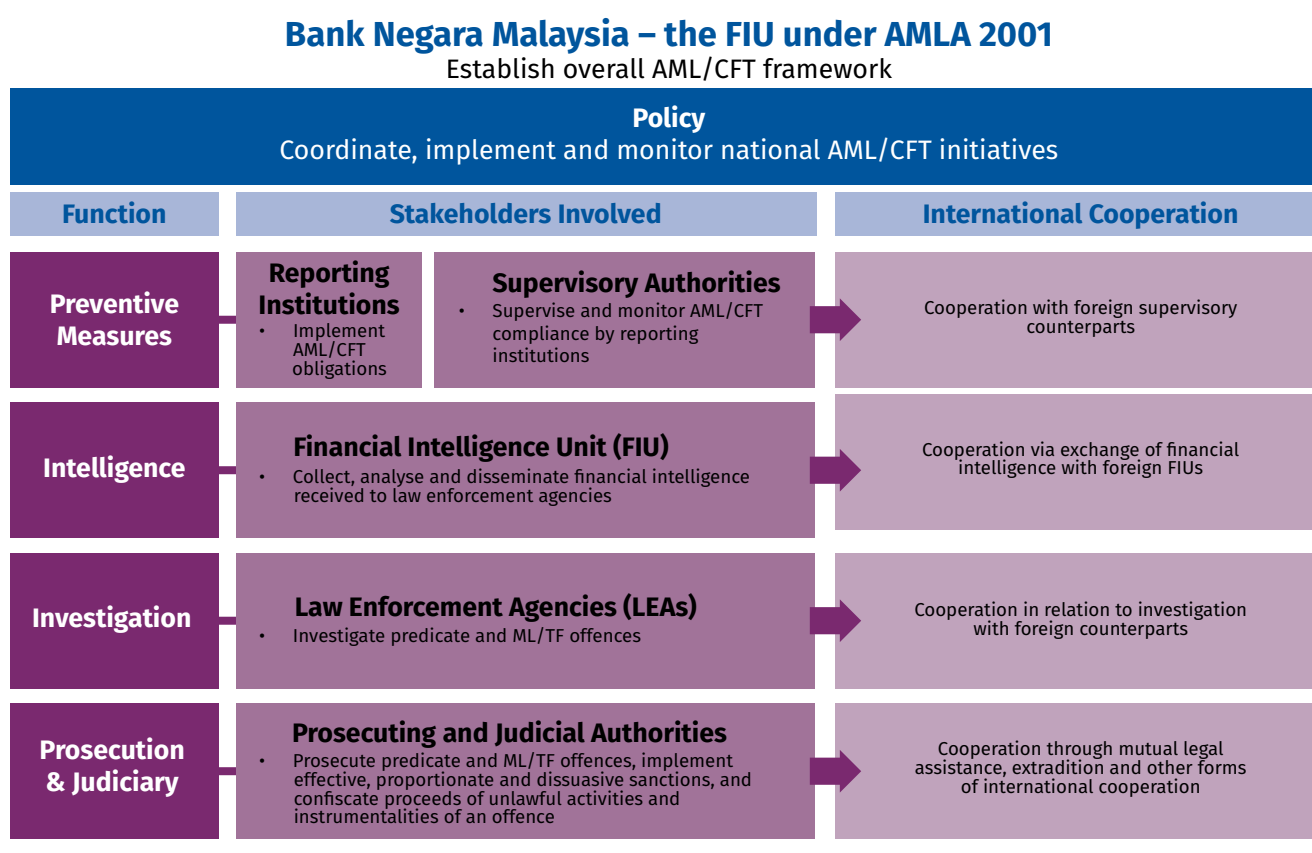 Bank Negara Malaysia – the FIU under AMLA 2001
Establish overall AML/CFT framework
Policy
Coordinate, implement and monitor national AML/CFT initiatives
Function
Stakeholders Involved
International Cooperation
Preventive
Measures
Reporting
Institutions
• Implement
AML/CFT
obligations
Supervisory Authorities
• Supervise and monitor AML/CFT
compliance by reporting
institutions
Cooperation with foreign supervisory
counterparts
Intelligence
Financial Intelligence Unit (FIU)
• Collect, analyse and disseminate financial intelligence
received to law enforcement agencies
Cooperation via exchange of financial
intelligence with foreign FIUs
Investigation
Law Enforcement Agencies (LEAs)
• Investigate predicate and ML/TF offences
Cooperation in relation to investigation
with foreign counterparts
Prosecution
& Judiciary
Prosecuting and Judicial Authorities
• Prosecute predicate and ML/TF offences, implement
effective, proportionate and dissuasive sanctions, and
confiscate proceeds of unlawful activities and
instrumentalities of an offence
Cooperation through mutual legal
assistance, extradition and other forms
of international cooperation